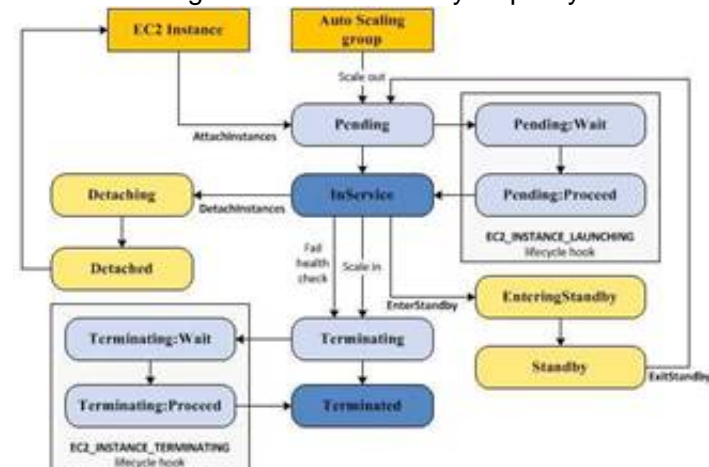 EC2 Instance
Auto Scaling
group
Scale out
Pending
Pending:Wait
AttachInstances
Detaching
InService
Pending:Proceed
DetachInstances
EC2_INSTANCE_LAUNCHING
lifecycle hook
Detached
Fail
health
check
Scale in
EnterStandby
EnteringStandby
Terminating:Wait
Terminating
Standby
ExitStandby
Terminating:Proceed
Terminated
EC2_INSTANCE_TERMINATING
lifecycle hook